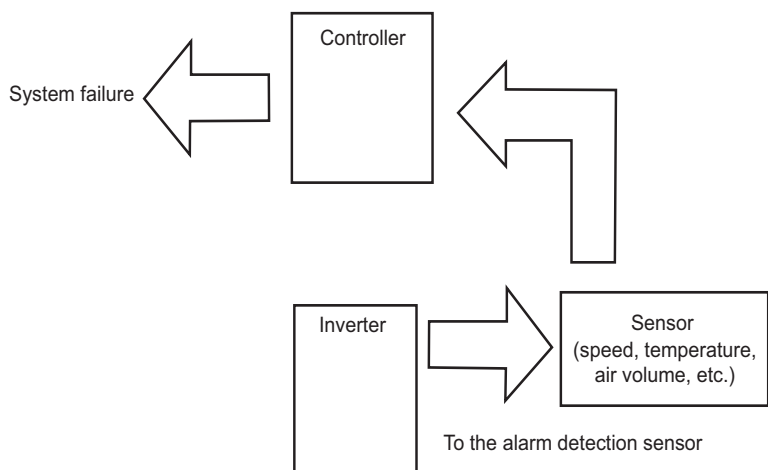 Controller
System failure
Inverter
Sensor
(speed, temperature,
air volume, etc.)
To the alarm detection sensor